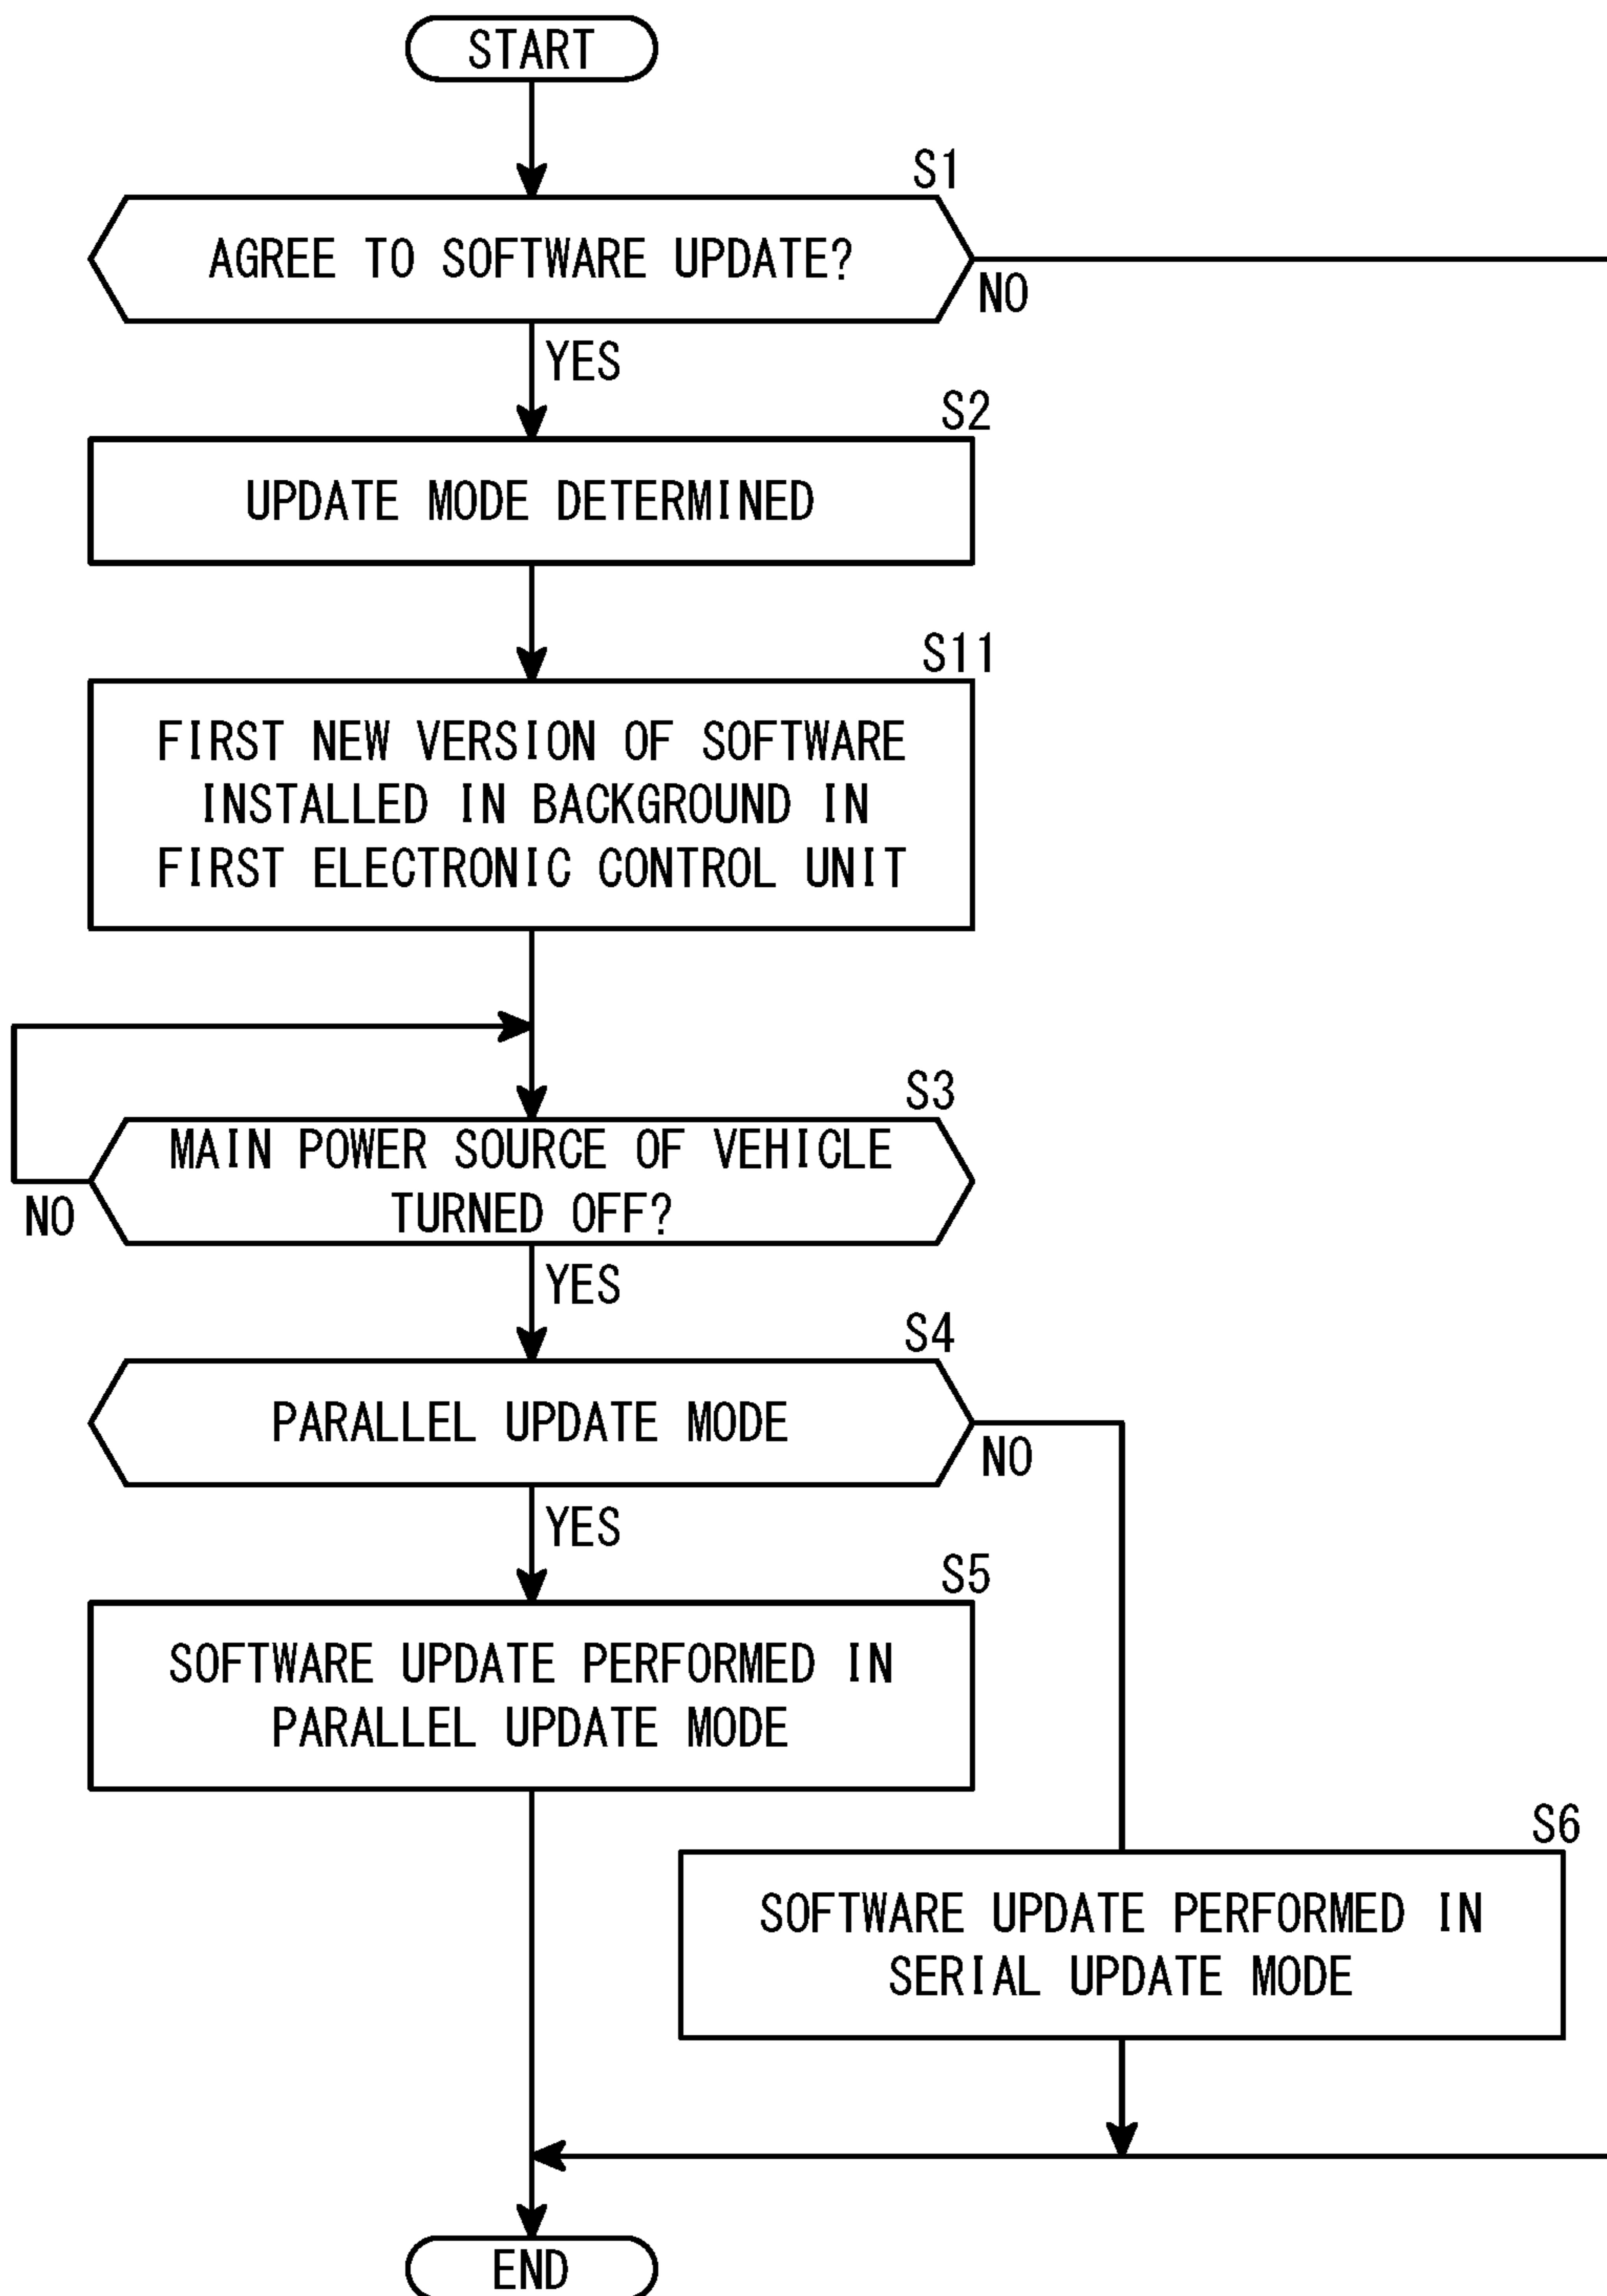 START
S1
AGREE TO SOFTWARE UPDATE?
NO
YES
S2
UPDATE MODE DETERMINED
S11
FIRST NEW VERSION OF SOFTWARE
INSTALLED IN BACKGROUND IN
FIRST ELECTRONIC CONTROL UNIT
S3
MAIN POWER SOURCE OF VEHICLE
TURNED OFF?
NO
YES
S4
PARALLEL UPDATE MODE
NO
YES
S5
SOFTWARE UPDATE PERFORMED IN
PARALLEL UPDATE MODE
S6
SOFTWARE UPDATE PERFORMED IN
SERIAL UPDATE MODE
END